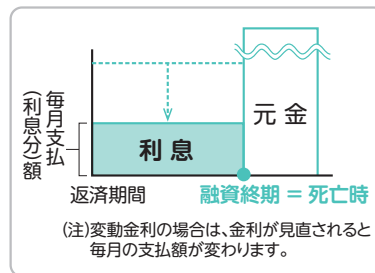 毎月支払額
(利息分)
利息
元金
返済期間
融資終期 = 死亡時
(注)変動金利の場合は、金利が見直されると
毎月の支払額が変わります。